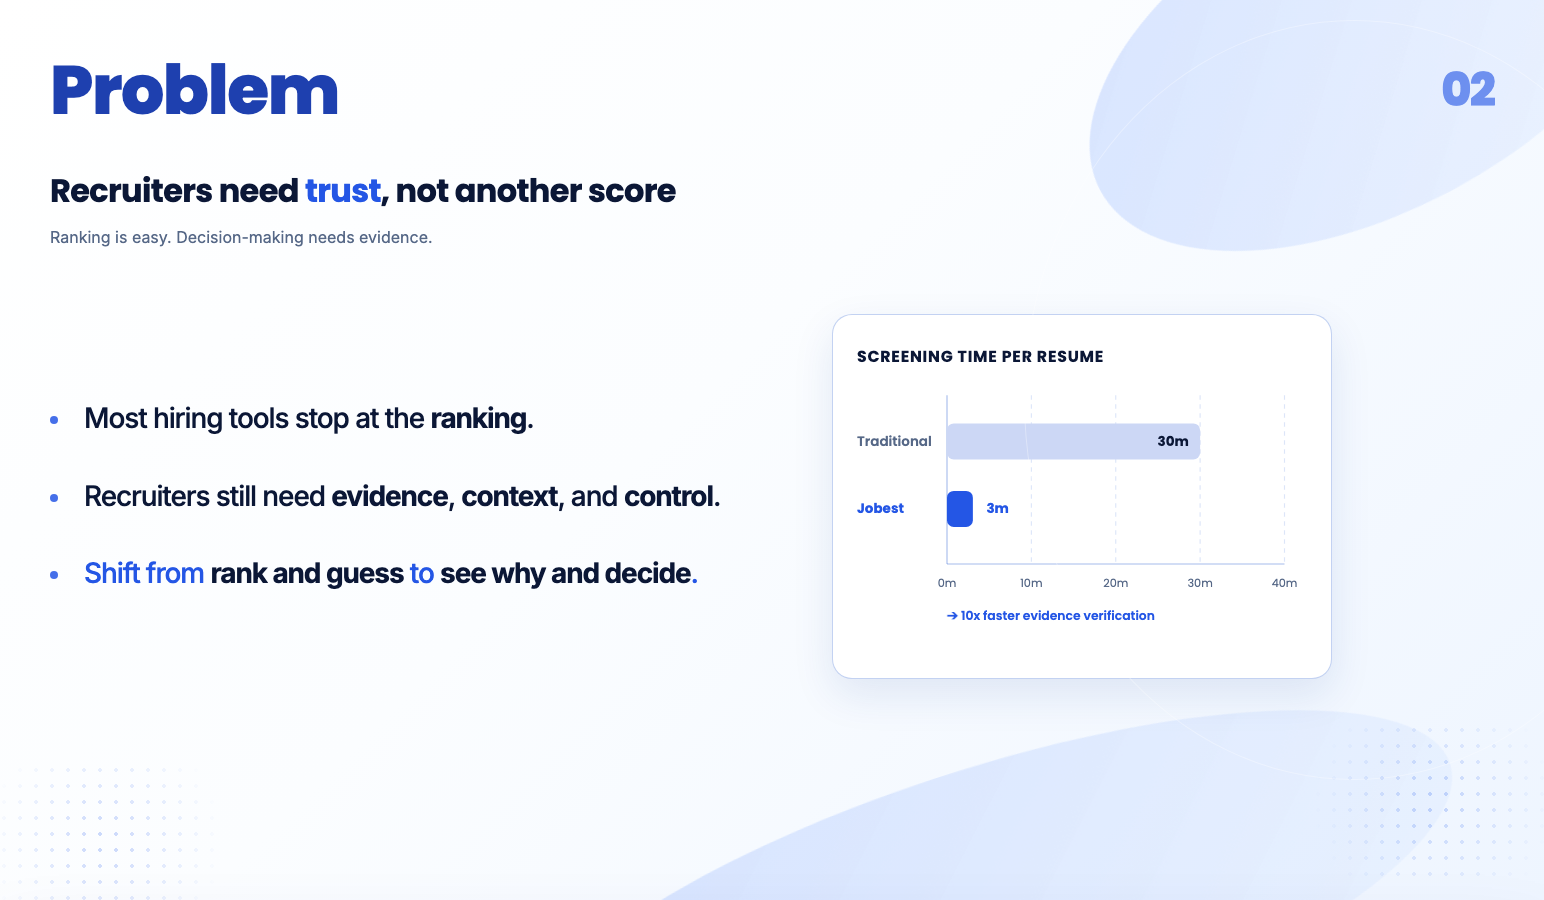 Problem
02
Recruiters need trust, not another score
Ranking is easy. Decision-making needs evidence.
• Most hiring tools stop at the ranking.
• Recruiters still need evidence, context, and control.
• Shift from rank and guess to see why and decide.
SCREENING TIME PER RESUME
Traditional 30m
Jobest 3m
0m 10m 20m 30m 40m
→ 10x faster evidence verification